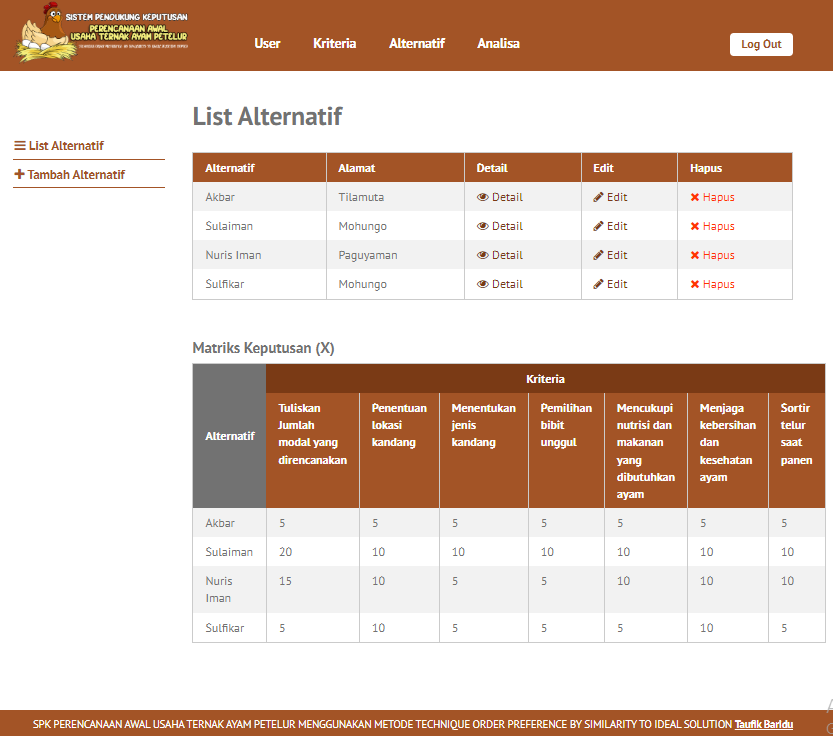 SISTEM PENDUKUNG KEPUTUSAN
PERENCANAAN AWAL
USAHA TERNAK AYAM PETELUR
User Kriteria Alternatif Analisa Log Out
List Alternatif
Tambah Alternatif
List Alternatif
Alternatif Alamat Detail Edit Hapus
Akbar Tilamuta Detail Edit Hapus
Sulaiman Mohungo Detail Edit Hapus
Nuris Iman Paguyaman Detail Edit Hapus
Sulfikar Mohungo Detail Edit Hapus
Matriks Keputusan (X)
Alternatif
Kriteria
Tuliskan
Jumlah
modal yang
direncanakan
Penentuan
lokasi
kandang
Menentukan
jenis
kandang
Pemilihan
bibit
unggul
Mencukupi
nutrisi dan
makanan
yang
dibutuhkan
ayam
Menjaga
kebersihan
dan
kesehatan
ayam
Sortir
telur
saat
panen
Akbar 5 5 5 5 5 5 5
Sulaiman 20 10 10 10 10 10 10
Nuris
Iman 15 10 5 5 10 10 10
Sulfikar 5 10 5 5 5 10 5
SPK PERENCANAAN AWAL USAHA TERNAK AYAM PETELUR MENGGUNAKAN METODE TECHNIQUE ORDER PREFERENCE BY SIMILARITY TO IDEAL SOLUTION Taufik Baridu